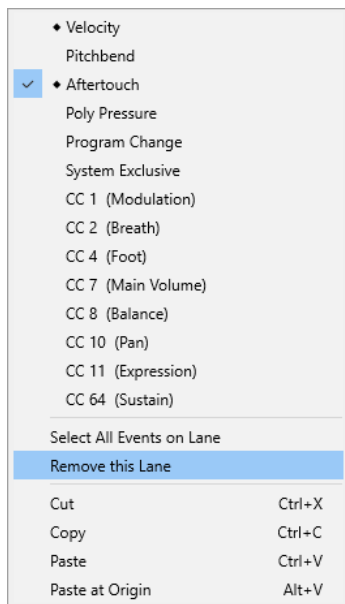 ◆ Velocity
Pitchbend
◆ Aftertouch
Poly Pressure
Program Change
System Exclusive
CC 1 (Modulation)
CC 2 (Breath)
CC 4 (Foot)
CC 7 (Main Volume)
CC 8 (Balance)
CC 10 (Pan)
CC 11 (Expression)
CC 64 (Sustain)
Select All Events on Lane
Remove this Lane
Cut Ctrl+X
Copy Ctrl+C
Paste Ctrl+V
Paste at Origin Alt+V